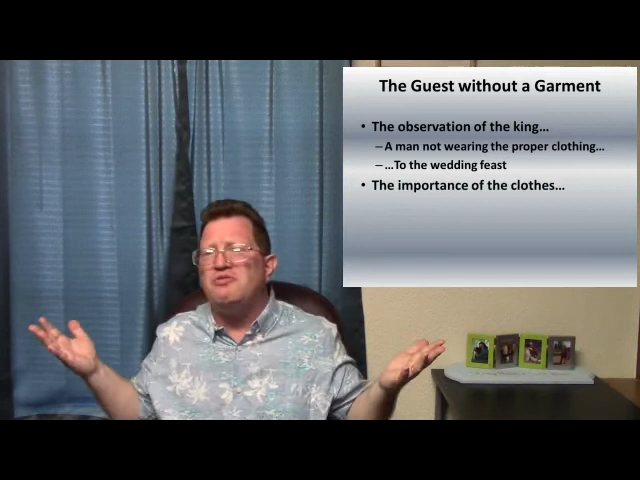 The Guest without a Garment
• The observation of the king…
–A man not wearing the proper clothing…
–…To the wedding feast
• The importance of the clothes…